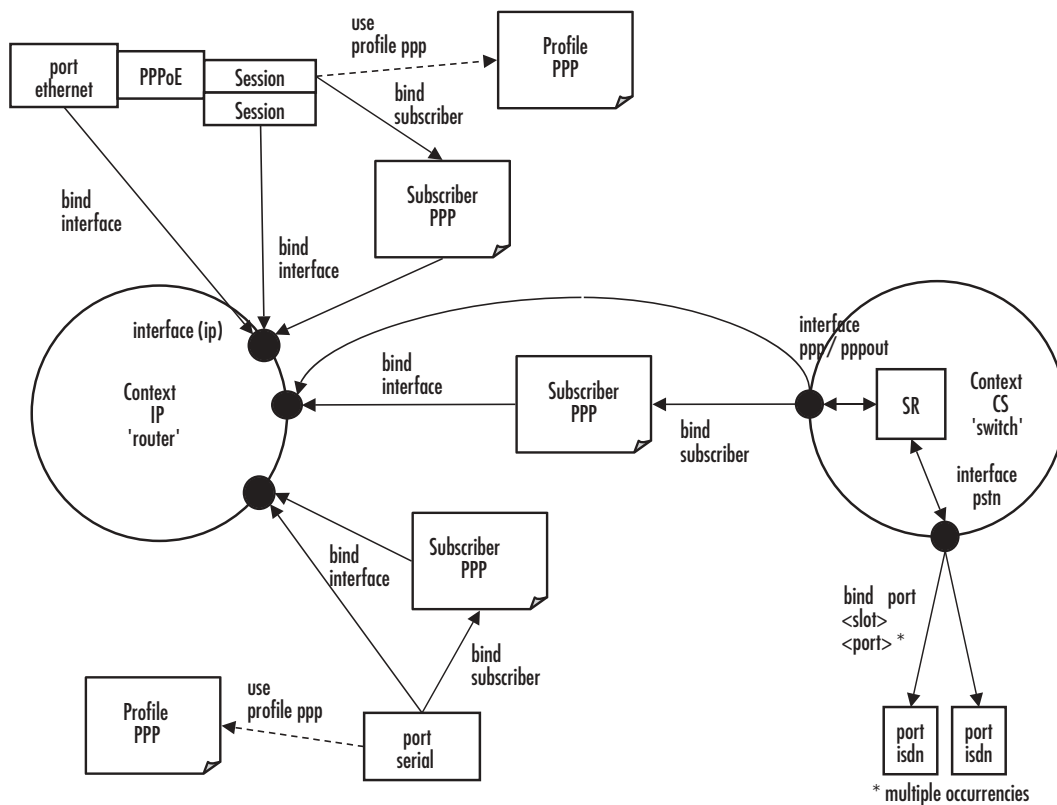 use
profile ppp
Profile
PPP
port
ethernet
PPPoE
Session
Session
bind
subscriber
Subscriber
PPP
bind
interface
bind
interface
interface (ip)
Context
IP
'router'
bind
interface
Subscriber
PPP
bind
subscriber
interface
ppp / pppout
SR
Context
CS
'switch'
interface
pstn
bind
interface
Subscriber
PPP
bind
subscriber
bind port
<slot>
<port> *
Profile
PPP
use
profile ppp
port
serial
port
isdn
port
isdn
* multiple occurrencies